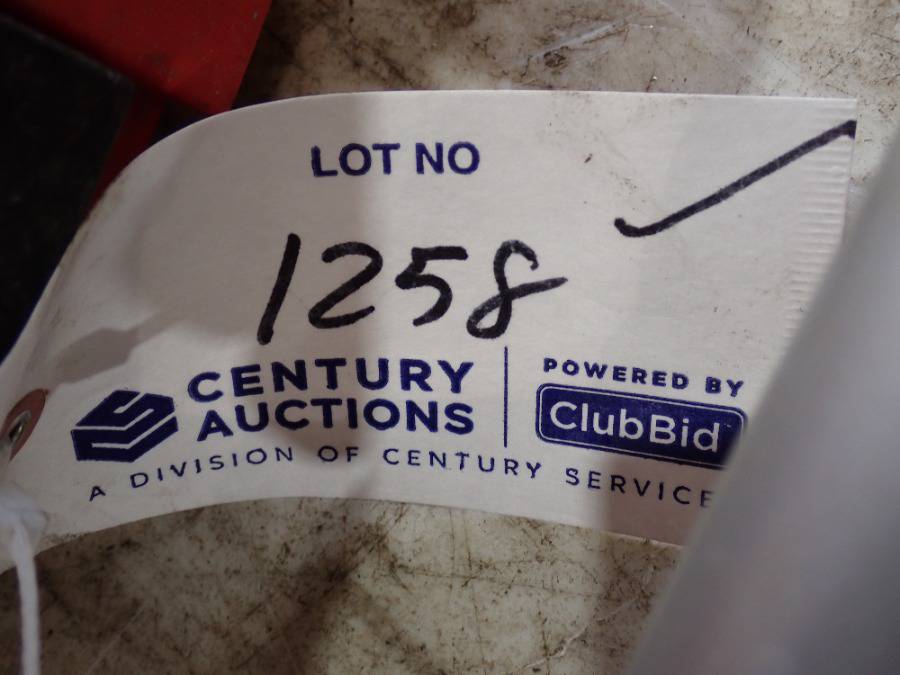 LOT NO
1258
CENTURY
AUCTIONS
POWERED BY
ClubBid
A DIVISION OF CENTURY SERVICE